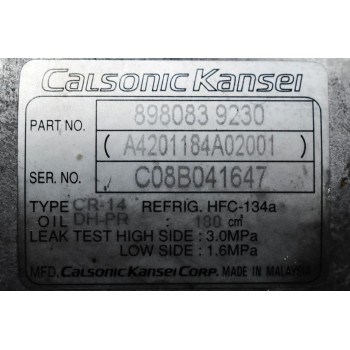 CALSONIC KANSEI
PART NO. 898083 9230
( A4201184A02001 )
SER. NO. C08B041647
TYPE CR-14 REFRIG. HFC-134a
OIL DH-PR : 180 cm³
LEAK TEST HIGH SIDE : 3.0MPa
LOW SIDE : 1.6MPa
MFD. CALSONIC KANSEI CORP. MADE IN MALAYSIA